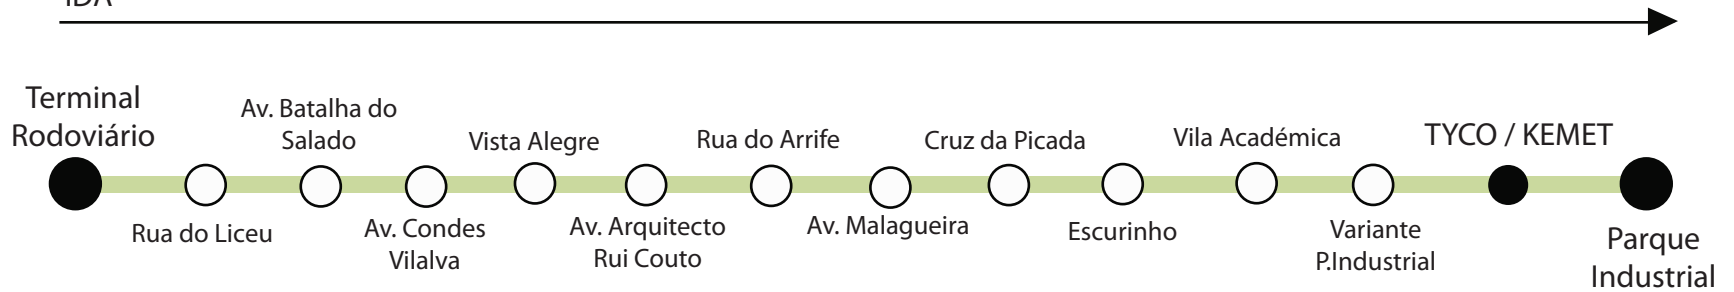 IDA
Terminal
Rodoviário
Rua do Liceu
Av. Batalha do
Salado
Av. Condes
Vilalva
Vista Alegre
Av. Arquitecto
Rui Couto
Rua do Arrife
Av. Malagueira
Cruz da Picada
Escurinho
Vila Académica
Variante
P.Industrial
TYCO / KEMET
Parque
Industrial